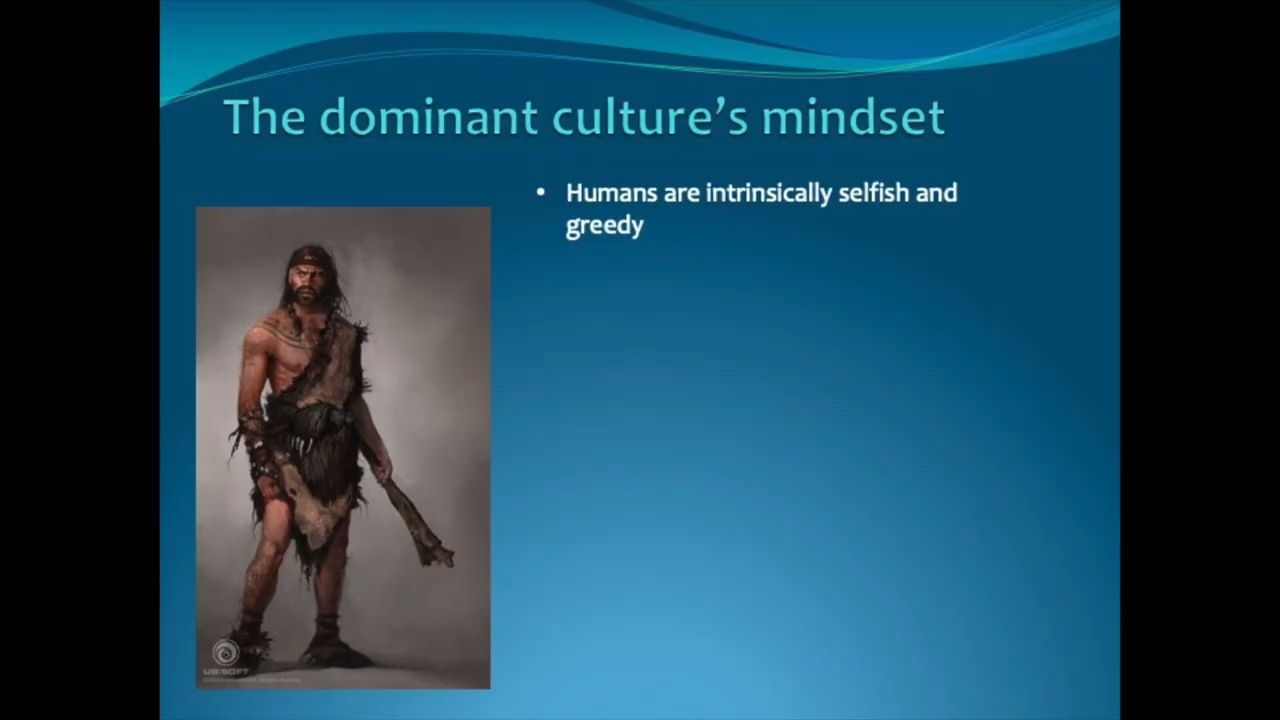 The dominant culture’s mindset
• Humans are intrinsically selfish and
greedy
UBISOFT